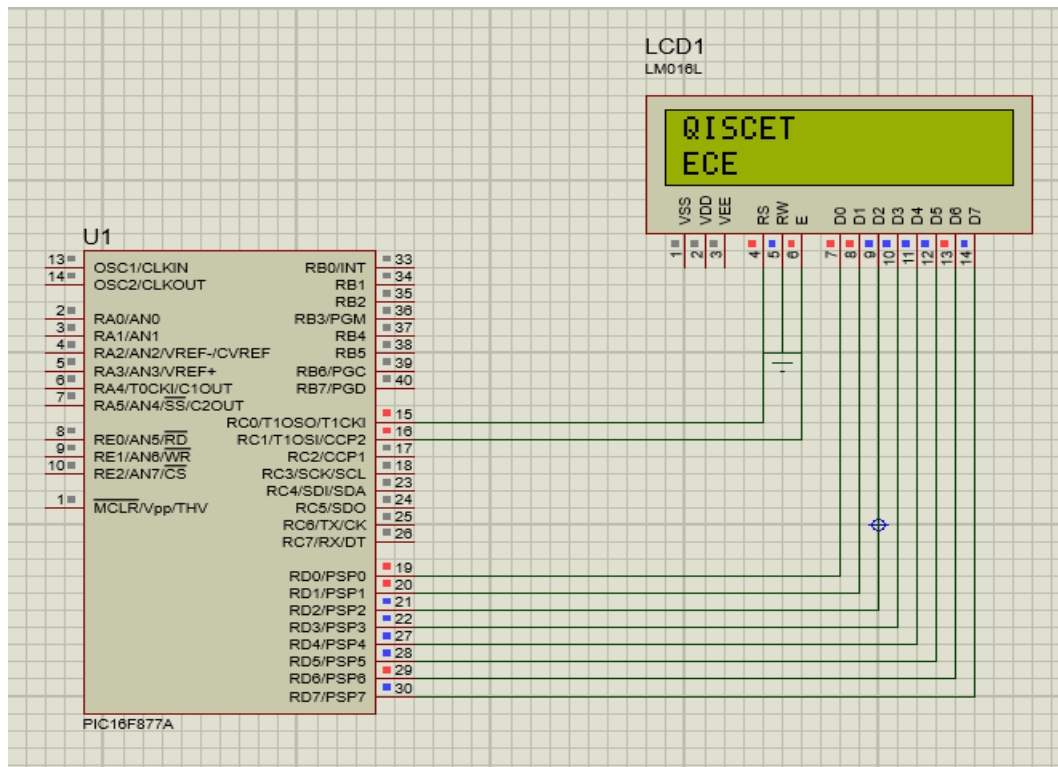 LCD1
LM016L
QISCET
ECE
VSS
VDD
VEE
RS
RW
E
D0
D1
D2
D3
D4
D5
D6
D7
1
2
3
4
5
6
7
8
9
10
11
12
13
14
U1
13 OSC1/CLKIN RB0/INT 33
14 OSC2/CLKOUT RB1 34
RB2 35
2 RA0/AN0 RB3/PGM 36
3 RA1/AN1 RB4 37
4 RA2/AN2/VREF-/CVREF RB5 38
5 RA3/AN3/VREF+ RB6/PGC 39
6 RA4/T0CKI/C1OUT RB7/PGD 40
7 RA5/AN4/SS/C2OUT
RC0/T1OSO/T1CKI 15
8 RE0/AN5/RD RC1/T1OSI/CCP2 16
9 RE1/AN6/WR RC2/CCP1 17
10 RE2/AN7/CS RC3/SCK/SCL 18
RC4/SDI/SDA 23
1 MCLR/Vpp/THV RC5/SDO 24
RC6/TX/CK 25
RC7/RX/DT 26
RD0/PSP0 19
RD1/PSP1 20
RD2/PSP2 21
RD3/PSP3 22
RD4/PSP4 27
RD5/PSP5 28
RD6/PSP6 29
RD7/PSP7 30
PIC16F877A